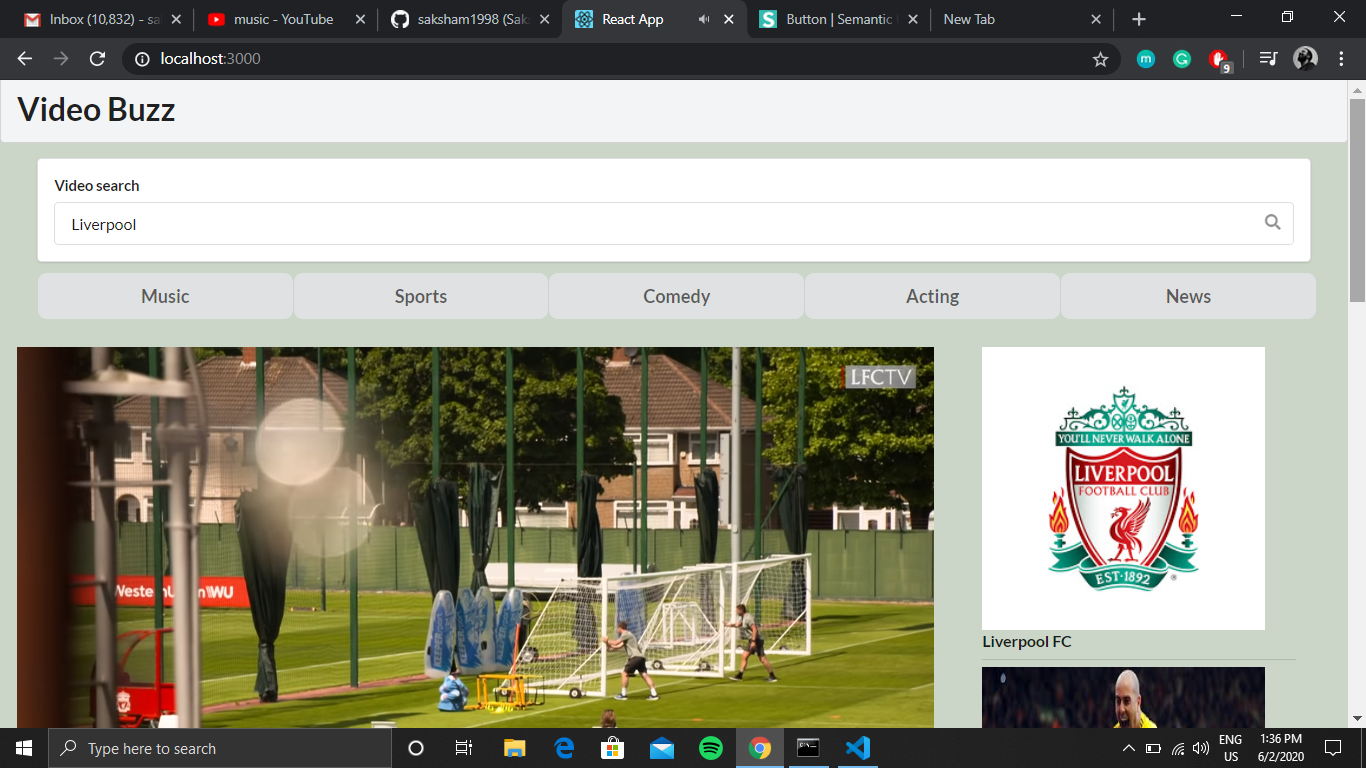 Inbox (10,832) - sa
music - YouTube
saksham1998 (Sak
React App
Button | Semantic
New Tab
localhost:3000
m
G
9
Video Buzz
Video search
Liverpool
Music
Sports
Comedy
Acting
News
LFCTV
WesternUnion WU
YOU'LL NEVER WALK ALONE
LIVERPOOL
FOOTBALL CLUB
EST·1892
®
Liverpool FC
Type here to search
ENG
US
1:36 PM
6/2/2020